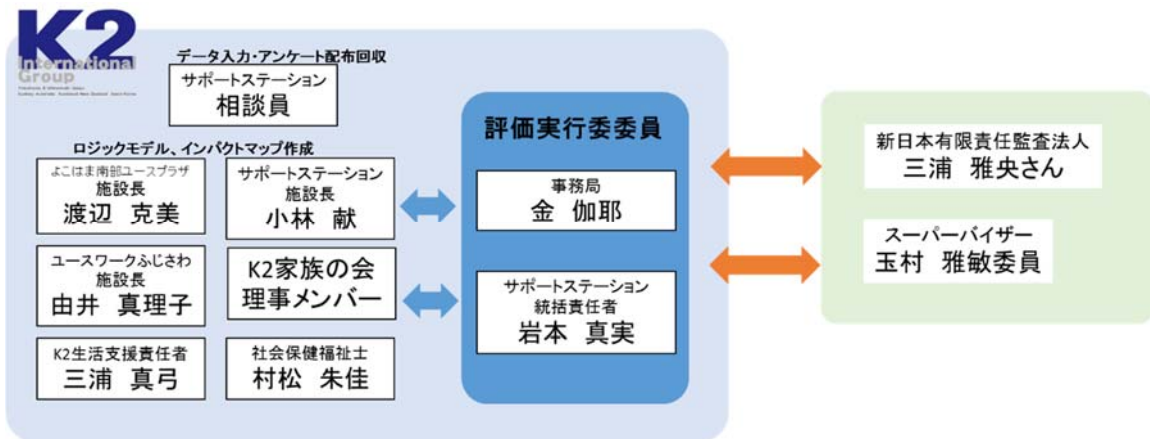 K2
International
Group
データ入力・アンケート配布回収
サポートステーション
相談員
ロジックモデル、インパクトマップ作成
よこはま南部ユースプラザ
施設長
渡辺 克美
サポートステーション
施設長
小林 献
ユースワークふじさわ
施設長
由井 真理子
K2家族の会
理事メンバー
K2生活支援責任者
三浦 真弓
社会保健福祉士
村松 朱佳
評価実行委委員
事務局
金 伽耶
サポートステーション
統括責任者
岩本 真実
新日本有限責任監査法人
三浦 雅央さん
スーパーバイザー
玉村 雅敏委員